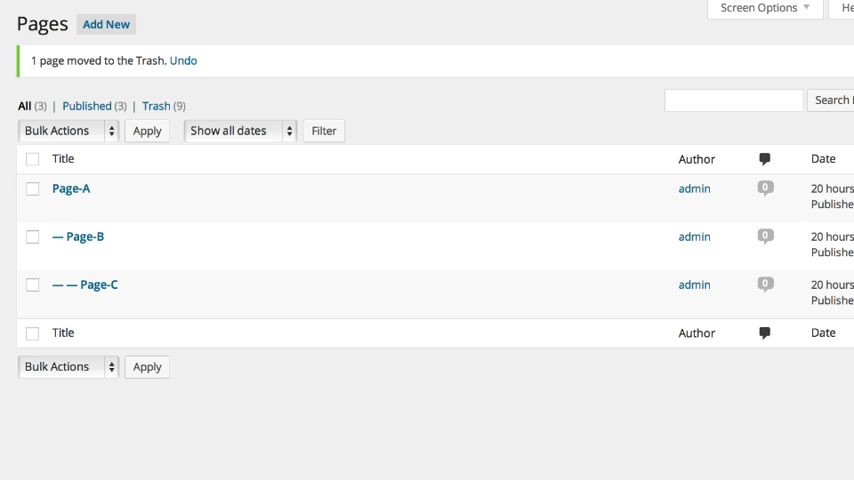 Screen Options ▼ He
Pages Add New
1 page moved to the Trash. Undo
All (3) | Published (3) | Trash (9)
Search
Bulk Actions Apply Show all dates Filter
Title Author Date
Page-A admin 0 20 hours
Publishe
— Page-B admin 0 20 hours
Publishe
— — Page-C admin 0 20 hours
Publishe
Title Author Date
Bulk Actions Apply